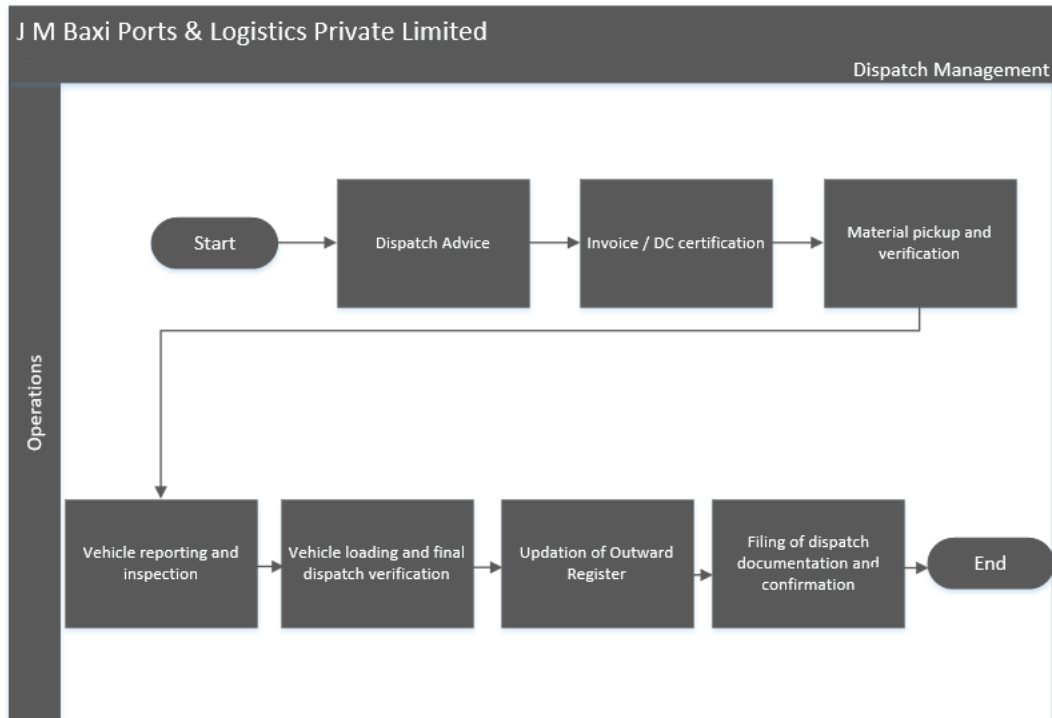 J M Baxi Ports & Logistics Private Limited
Dispatch Management
Operations
Start
Dispatch Advice
Invoice / DC certification
Material pickup and
verification
Vehicle reporting and
inspection
Vehicle loading and final
dispatch verification
Updation of Outward
Register
Filing of dispatch
documentation and
confirmation
End